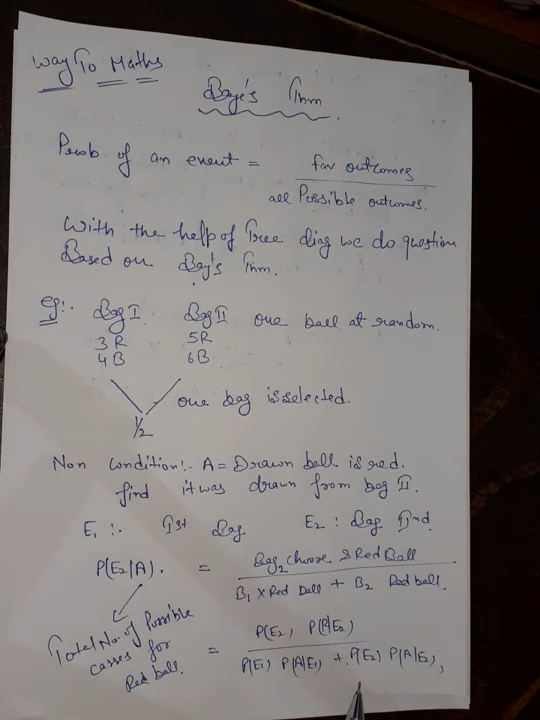 Way To Maths
Baye's Thm.
Prob of an event = fav outcomes
all Possible outcomes.
With the help of Tree diag we do question
Based on Bay's Thm.
eg:. Bag I Bag II one ball at random.
3R 5R
4B 6B
one bag is selected.
1/2
Non Condition:. A = Drawn ball is red.
find it was drawn from bag II.
E1 :. Ist Bag E2 : Bag IInd
P(E2|A). = Bag2 choose & Red Ball
B1 x Red ball + B2 Red ball.
Total No. of Possible
casses for
Red ball.
= P(E2) P(A|E2)
P(E1) P(A|E1) + P(E2) P(A|E2),